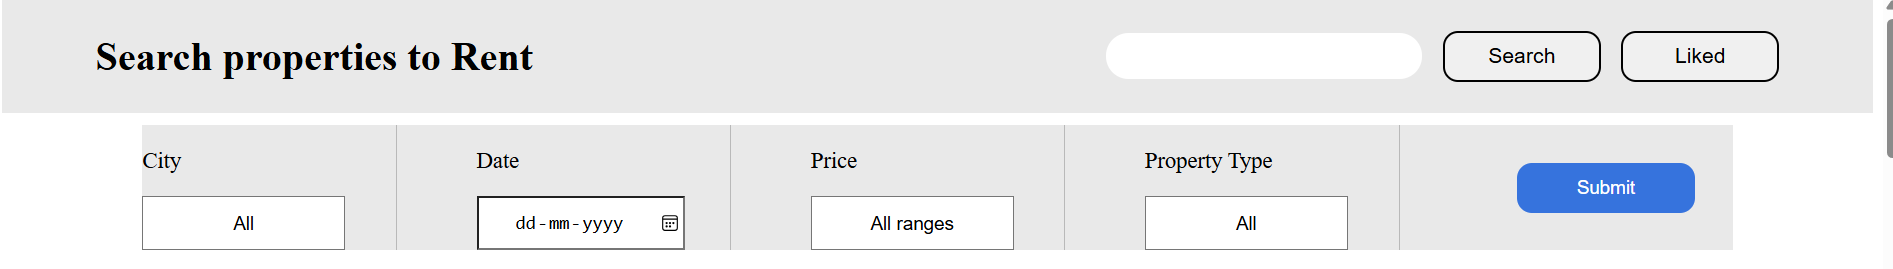 Search properties to Rent
Search
Liked
City
Date
Price
Property Type
All
dd-mm-yyyy
All ranges
All
Submit